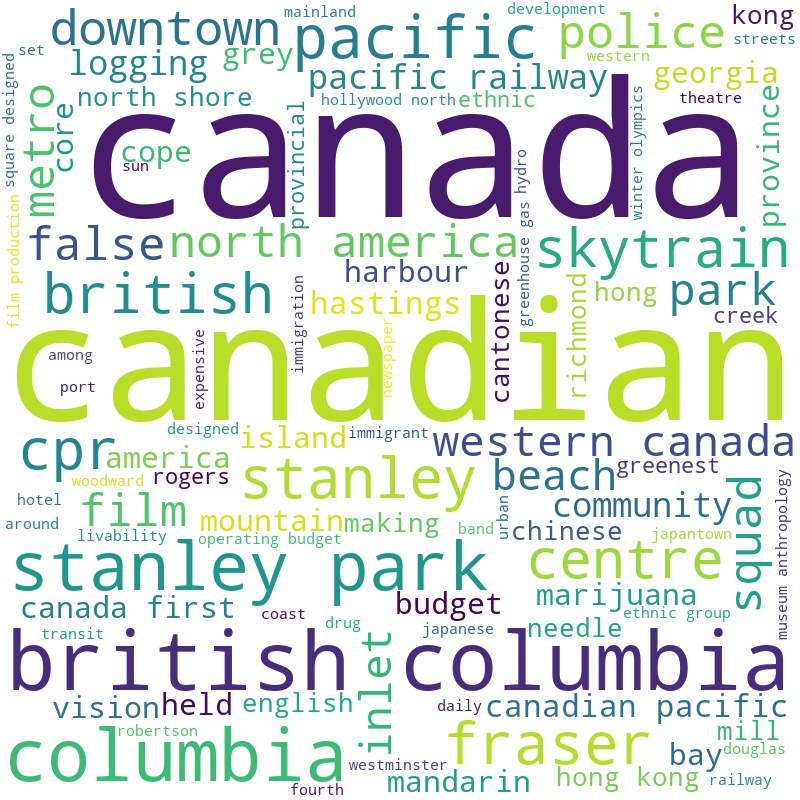 mainland
development
kong
downtown
pacific
police
streets
set
logging
grey
western
pacific railway
georgia
north shore
hollywood north
ethnic
theatre
square designed
metro
core
cope
sun
provincial
canada
winter olympics
province
greenhouse gas hydro
film production
false
north america
skytrain
harbour
british
immigration
hastings
cantonese
richmond
hong
park
creek
newspaper
canadian
among
expensive
port
designed
island
immigrant
western canada
cpr
america
rogers
stanley
beach
greenest
woodward
hotel
film
mountain
making
band
urban
community
chinese
squad
museum anthropology
around
livability
operating budget
japantown
stanley park
centre
canada first
budget
marijuana
coast
ethnic group
transit
drug
japanese
needle
british columbia
inlet
vision
held
english
daily
canadian pacific
robertson
columbia
fraser
mill
bay
douglas
westminster
fourth
mandarin
hong kong
railway